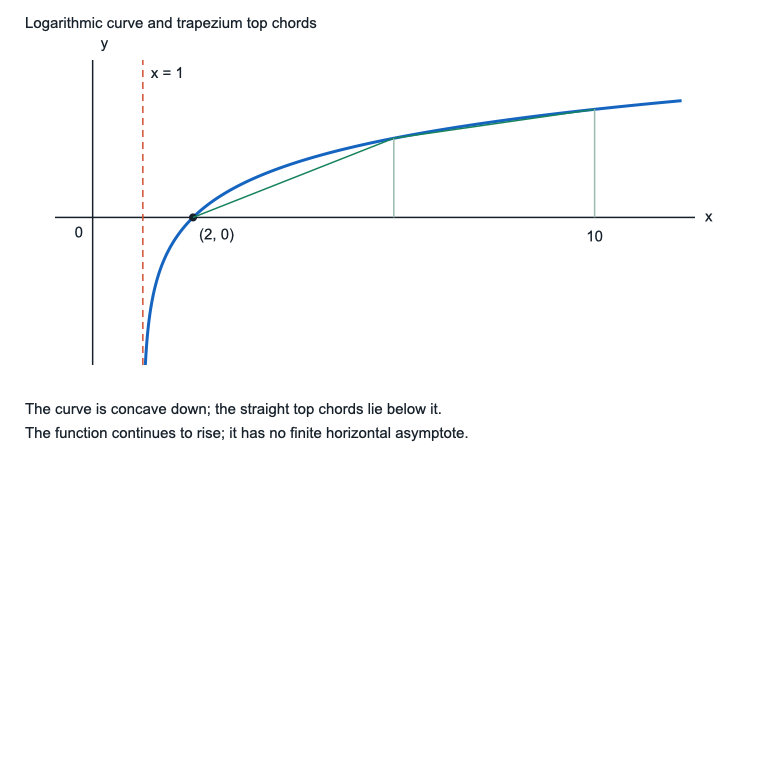 Logarithmic curve and trapezium top chords
y
x = 1
x
0
(2, 0)
10
The curve is concave down; the straight top chords lie below it.
The function continues to rise; it has no finite horizontal asymptote.